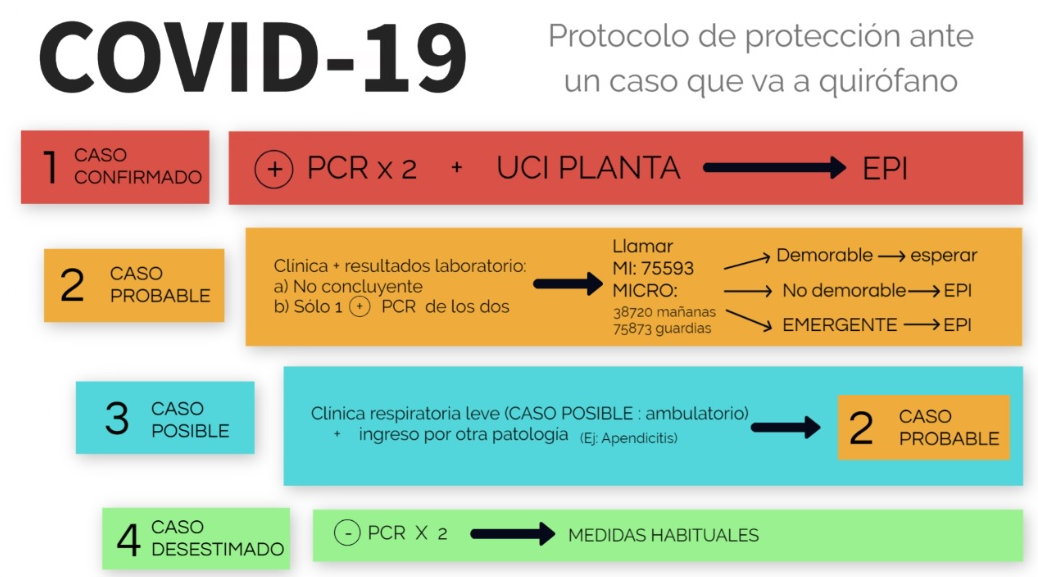 COVID-19
Protocolo de protección ante
un caso que va a quirófano
1 CASO
CONFIRMADO
+ PCR x 2 + UCI PLANTA EPI
2 CASO
PROBABLE
Clínica + resultados laboratorio:
a) No concluyente
b) Sólo 1 + PCR de los dos
Llamar
MI: 75593
MICRO:
38720 mañanas
75873 guardias
Demorable esperar
No demorable EPI
EMERGENTE EPI
3 CASO
POSIBLE
Clínica respiratoria leve (CASO POSIBLE : ambulatorio)
+ ingreso por otra patología (Ej: Apendicitis)
2 CASO
PROBABLE
4 CASO
DESESTIMADO
- PCR X 2 MEDIDAS HABITUALES